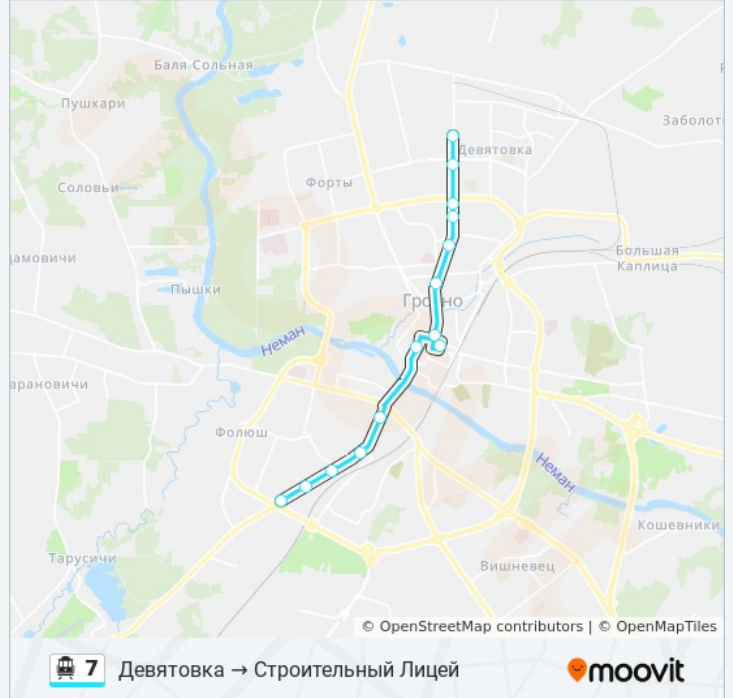 Баля Сольная
Пушкари
Заболот
Девятовка
Форты
Соловьи
Большая
Каплица
дамовичи
Пышки
Гродно
Неман
арановичи
Фолюш
Неман
Кошевники
Тарусичи
Вишневец
© OpenStreetMap contributors | © OpenMapTiles
7 Девятовка → Строительный Лицей
moovit